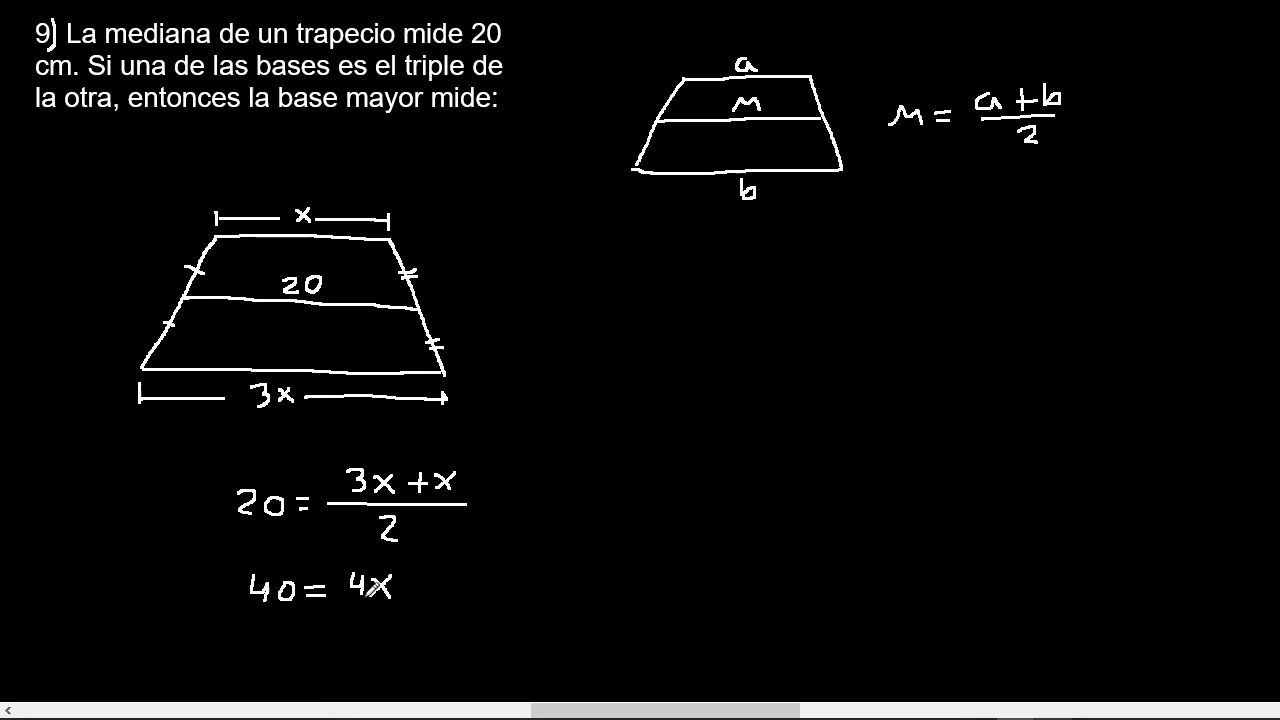 9) La mediana de un trapecio mide 20
cm. Si una de las bases es el triple de
la otra, entonces la base mayor mide:
a
m
b
m = a + b / 2
x
20
3x
20 = 3x + x / 2
40 = 4x